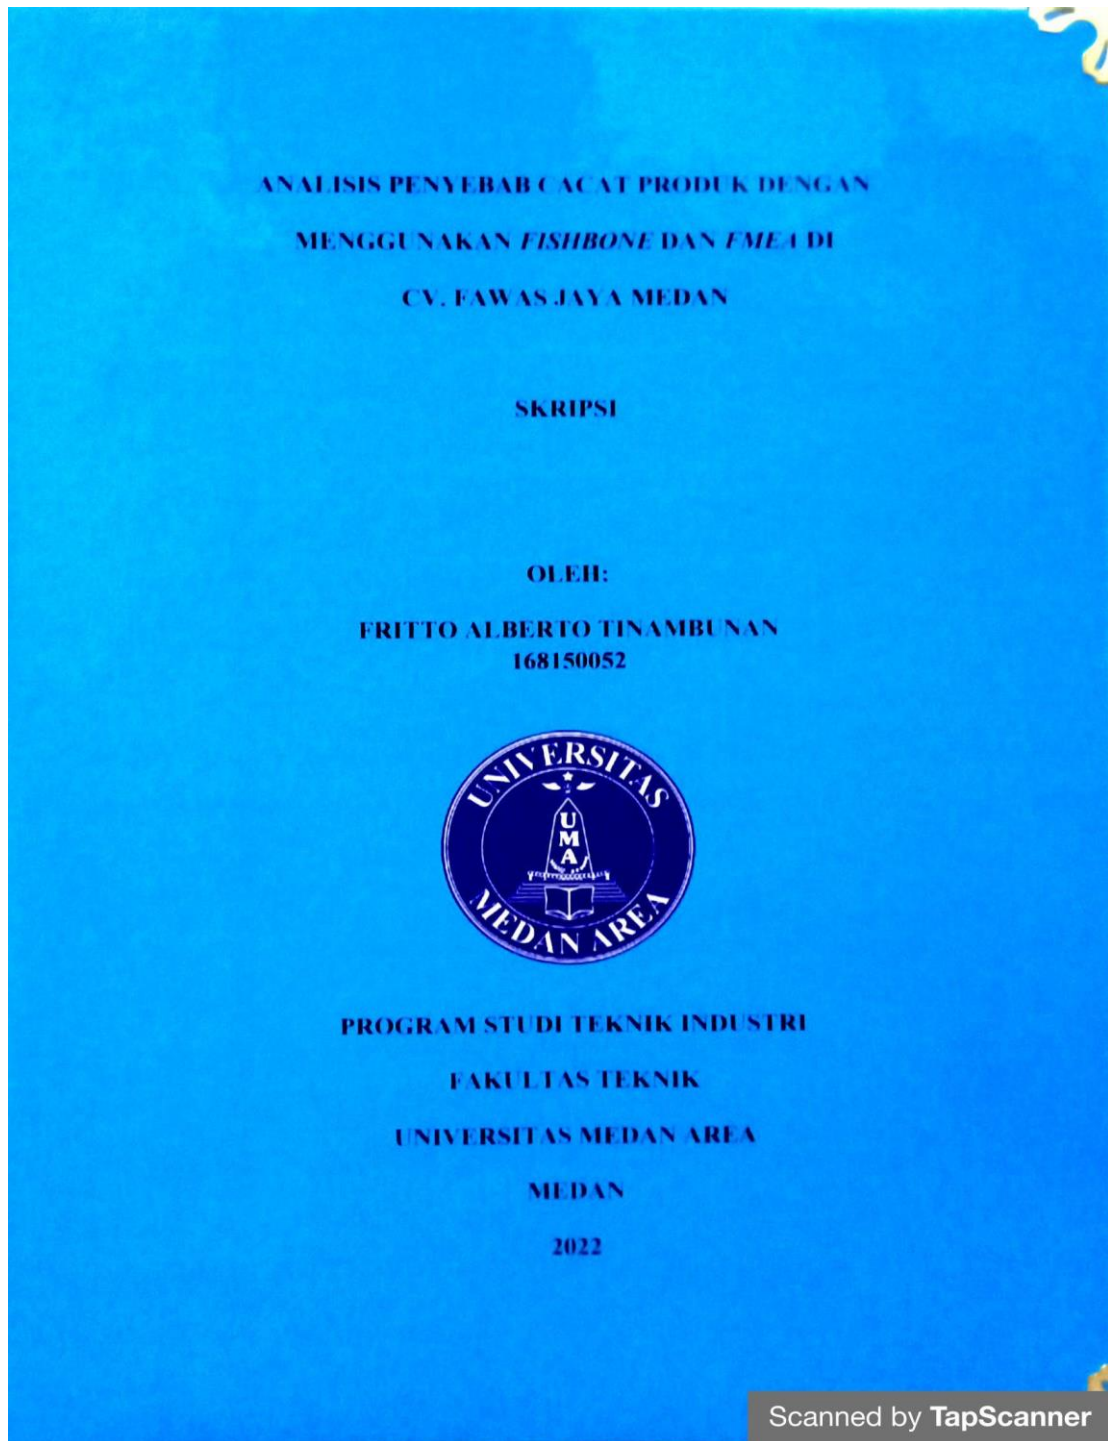 ANALISIS PENYEBAB CACAT PRODUK DENGAN
MENGGUNAKAN FISHBONE DAN FMEA DI
CV. FAWAS JAYA MEDAN
SKRIPSI
OLEH:
FRITTO ALBERTO TINAMBUNAN
168150052
UNIVERSITAS
UMA
MEDAN AREA
PROGRAM STUDI TEKNIK INDUSTRI
FAKULTAS TEKNIK
UNIVERSITAS MEDAN AREA
MEDAN
2022
Scanned by TapScanner